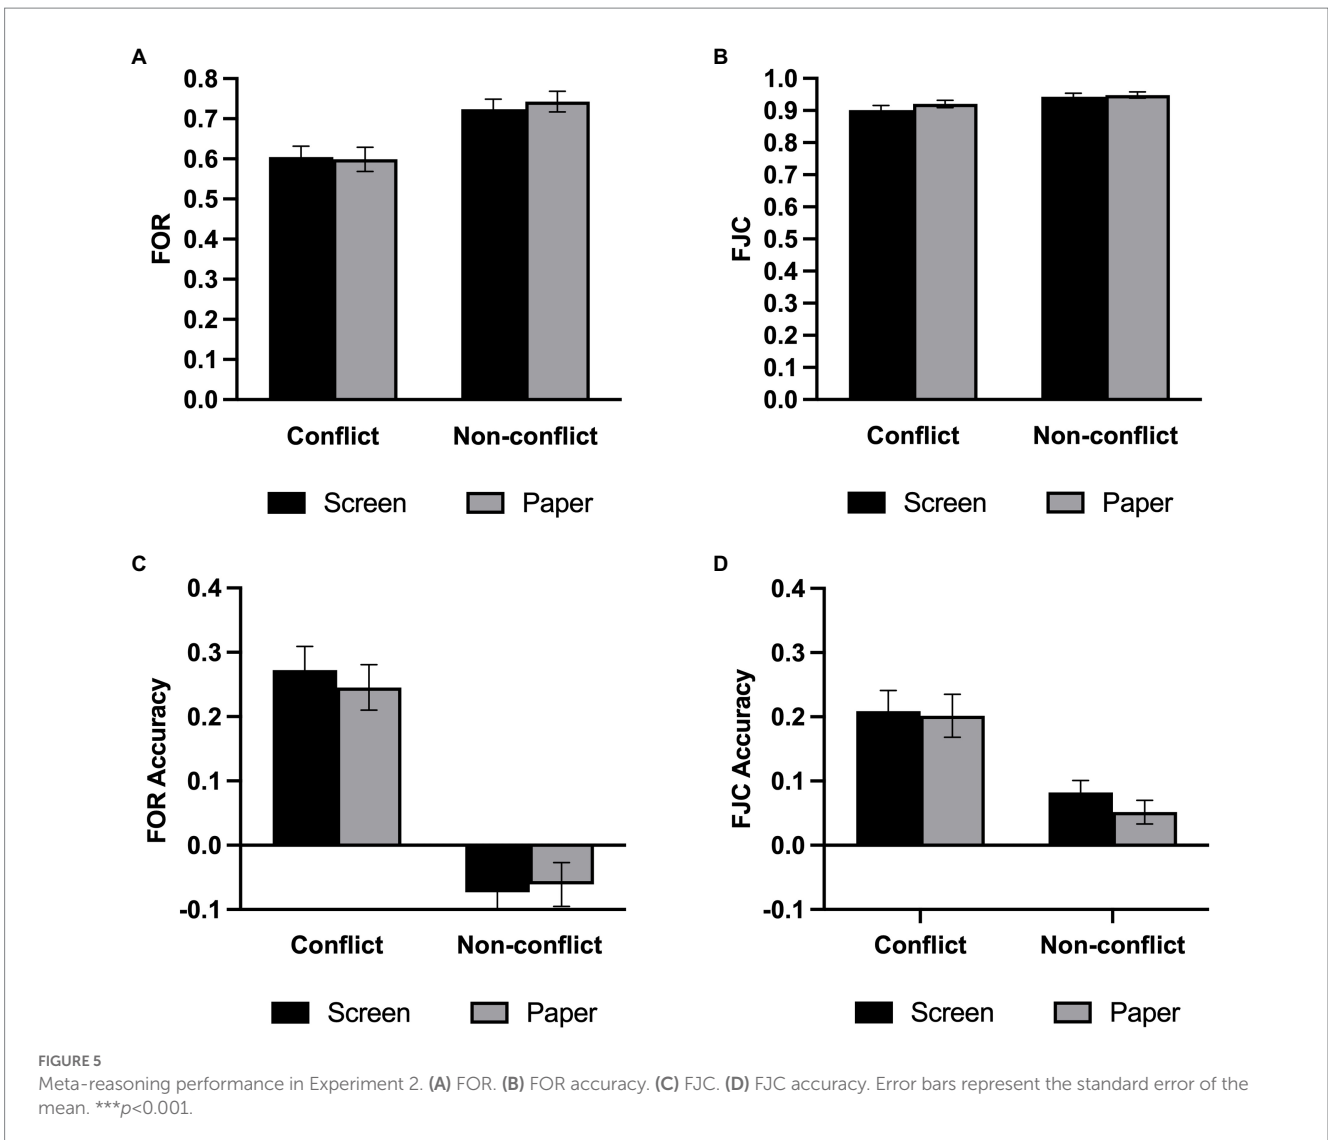 A
FOR
0.8
0.7
0.6
0.5
0.4
0.3
0.2
0.1
0.0
Conflict Non-conflict
Screen Paper
B
FJC
1.0
0.9
0.8
0.7
0.6
0.5
0.4
0.3
0.2
0.1
0.0
Conflict Non-conflict
Screen Paper
C
FOR Accuracy
0.4
0.3
0.2
0.1
0.0
-0.1
Conflict Non-conflict
Screen Paper
D
FJC Accuracy
0.4
0.3
0.2
0.1
0.0
-0.1
Conflict Non-conflict
Screen Paper
FIGURE 5
Meta-reasoning performance in Experiment 2. (A) FOR. (B) FOR accuracy. (C) FJC. (D) FJC accuracy. Error bars represent the standard error of the
mean. ***p<0.001.